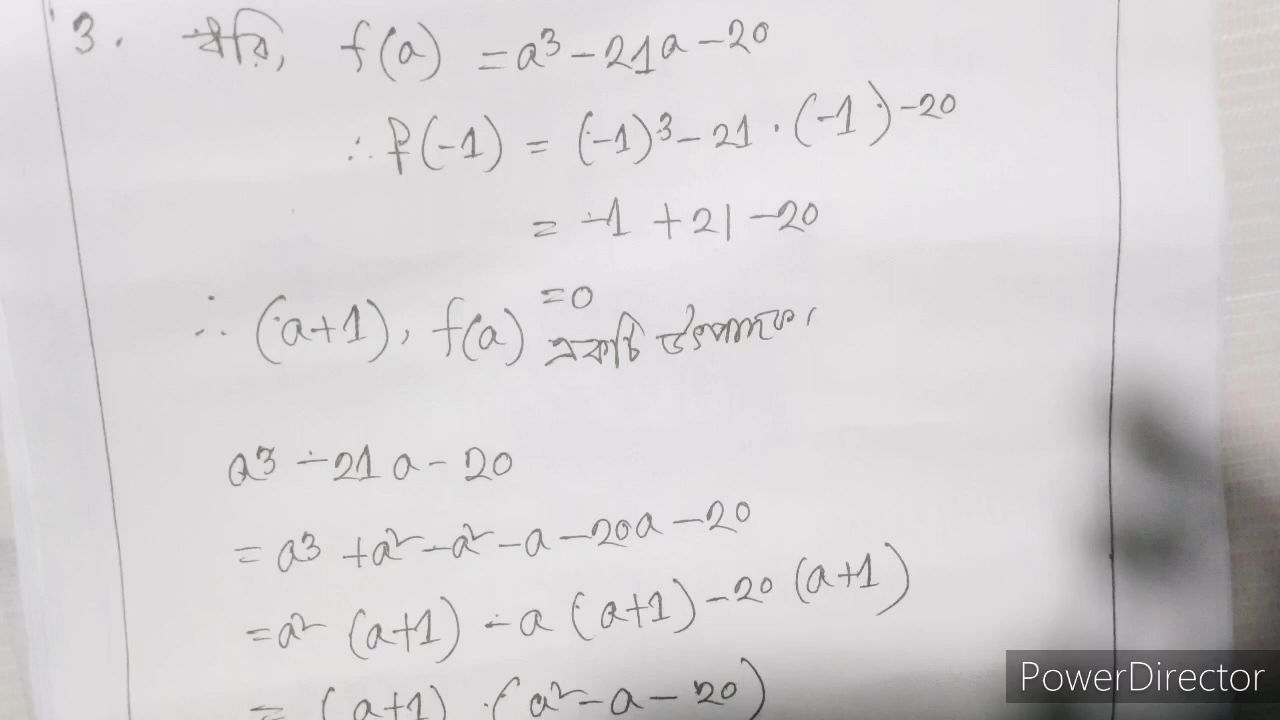 3. ধরি, f(a) = a³ - 21a - 20
∴ f(-1) = (-1)³ - 21 · (-1) - 20
= -1 + 21 - 20
= 0
∴ (a+1), f(a) একটি উৎপাদক।
a³ - 21a - 20
= a³ + a² - a² - a - 20a - 20
= a² (a+1) - a (a+1) - 20 (a+1)
= (a+1) · (a² - a - 20)
PowerDirector